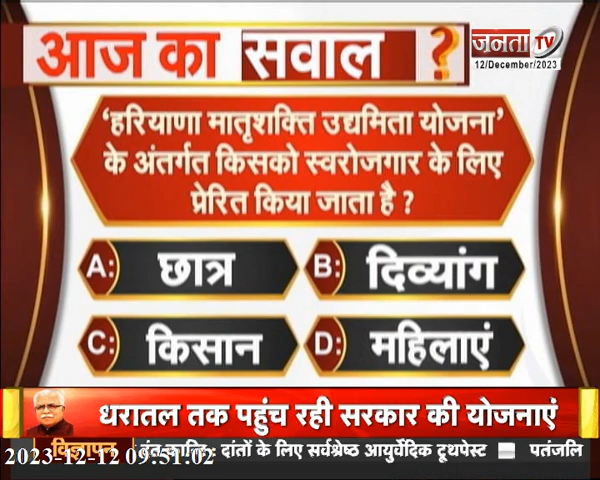 आज का सवाल ?
जनता TV
12/December/2023
‘हरियाणा मातृशक्ति उद्यमिता योजना’
के अंतर्गत किसको स्वरोजगार के लिए
प्रेरित किया जाता है ?
A: छात्र
B: दिव्यांग
C: किसान
D: महिलाएं
धरातल तक पहुंच रही सरकार की योजनाएं
विज्ञापन
: दांतों के लिए सर्वश्रेष्ठ आयुर्वेदिक टूथपेस्ट
पतंजलि
2023-12-12 09:51:02